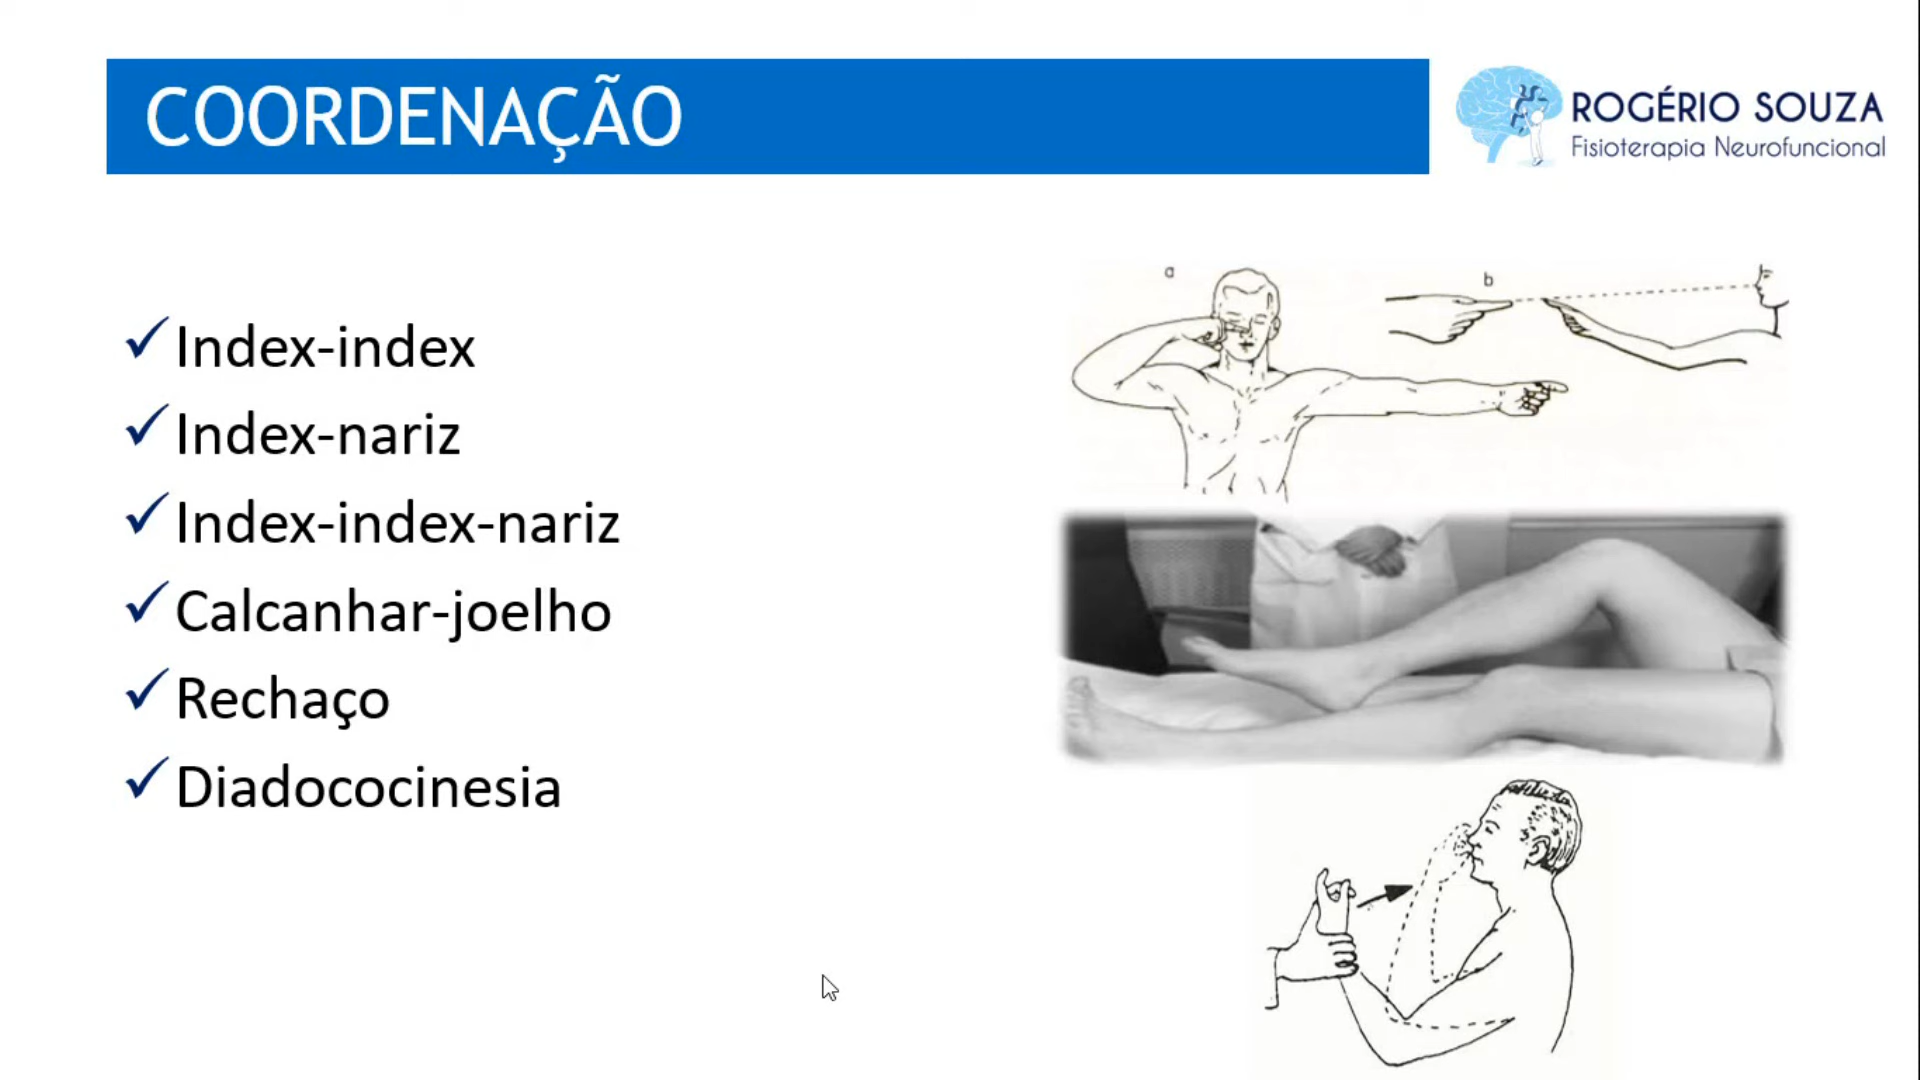 COORDENAÇÃO
ROGÉRIO SOUZA
Fisioterapia Neurofuncional
a
b
Index-index
Index-nariz
Index-index-nariz
Calcanhar-joelho
Rechaço
Diadococinesia